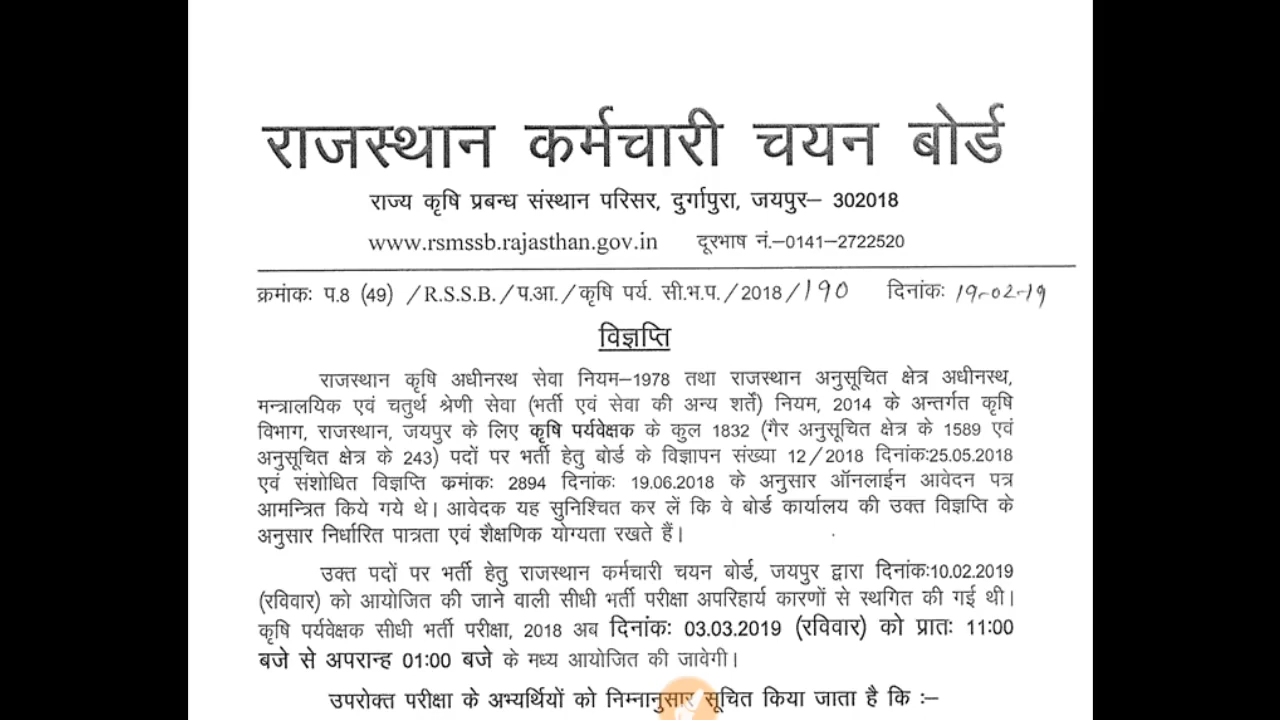 राजस्थान कर्मचारी चयन बोर्ड
राज्य कृषि प्रबन्ध संस्थान परिसर, दुर्गापुरा, जयपुर– 302018
www.rsmssb.rajasthan.gov.in दूरभाष नं.–0141–2722520
क्रमांकः प.8 (49) /R.S.S.B./प.आ./कृषि पर्य. सी.भ.प./2018/190 दिनांकः 19-02-19
विज्ञप्ति
राजस्थान कृषि अधीनस्थ सेवा नियम–1978 तथा राजस्थान अनुसूचित क्षेत्र अधीनस्थ,
मन्त्रालयिक एवं चतुर्थ श्रेणी सेवा (भर्ती एवं सेवा की अन्य शर्तें) नियम, 2014 के अन्तर्गत कृषि
विभाग, राजस्थान, जयपुर के लिए कृषि पर्यवेक्षक के कुल 1832 (गैर अनुसूचित क्षेत्र के 1589 एवं
अनुसूचित क्षेत्र के 243) पदों पर भर्ती हेतु बोर्ड के विज्ञापन संख्या 12/2018 दिनांकः25.05.2018
एवं संशोधित विज्ञप्ति क्रमांकः 2894 दिनांकः 19.06.2018 के अनुसार ऑनलाईन आवेदन पत्र
आमन्त्रित किये गये थे। आवेदक यह सुनिश्चित कर लें कि वे बोर्ड कार्यालय की उक्त विज्ञप्ति के
अनुसार निर्धारित पात्रता एवं शैक्षणिक योग्यता रखते हैं।
उक्त पदों पर भर्ती हेतु राजस्थान कर्मचारी चयन बोर्ड, जयपुर द्वारा दिनांकः10.02.2019
(रविवार) को आयोजित की जाने वाली सीधी भर्ती परीक्षा अपरिहार्य कारणों से स्थगित की गई थी।
कृषि पर्यवेक्षक सीधी भर्ती परीक्षा, 2018 अब दिनांकः 03.03.2019 (रविवार) को प्रातः 11:00
बजे से अपरान्ह 01:00 बजे के मध्य आयोजित की जावेगी।
उपरोक्त परीक्षा के अभ्यर्थियों को निम्नानुसार सूचित किया जाता है कि :–